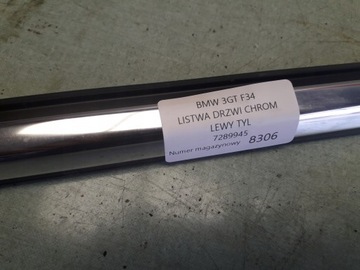 BMW 3GT F34
LISTWA DRZWI CHROM
LEWY TYL
7289945
Numer magazynowy 8306